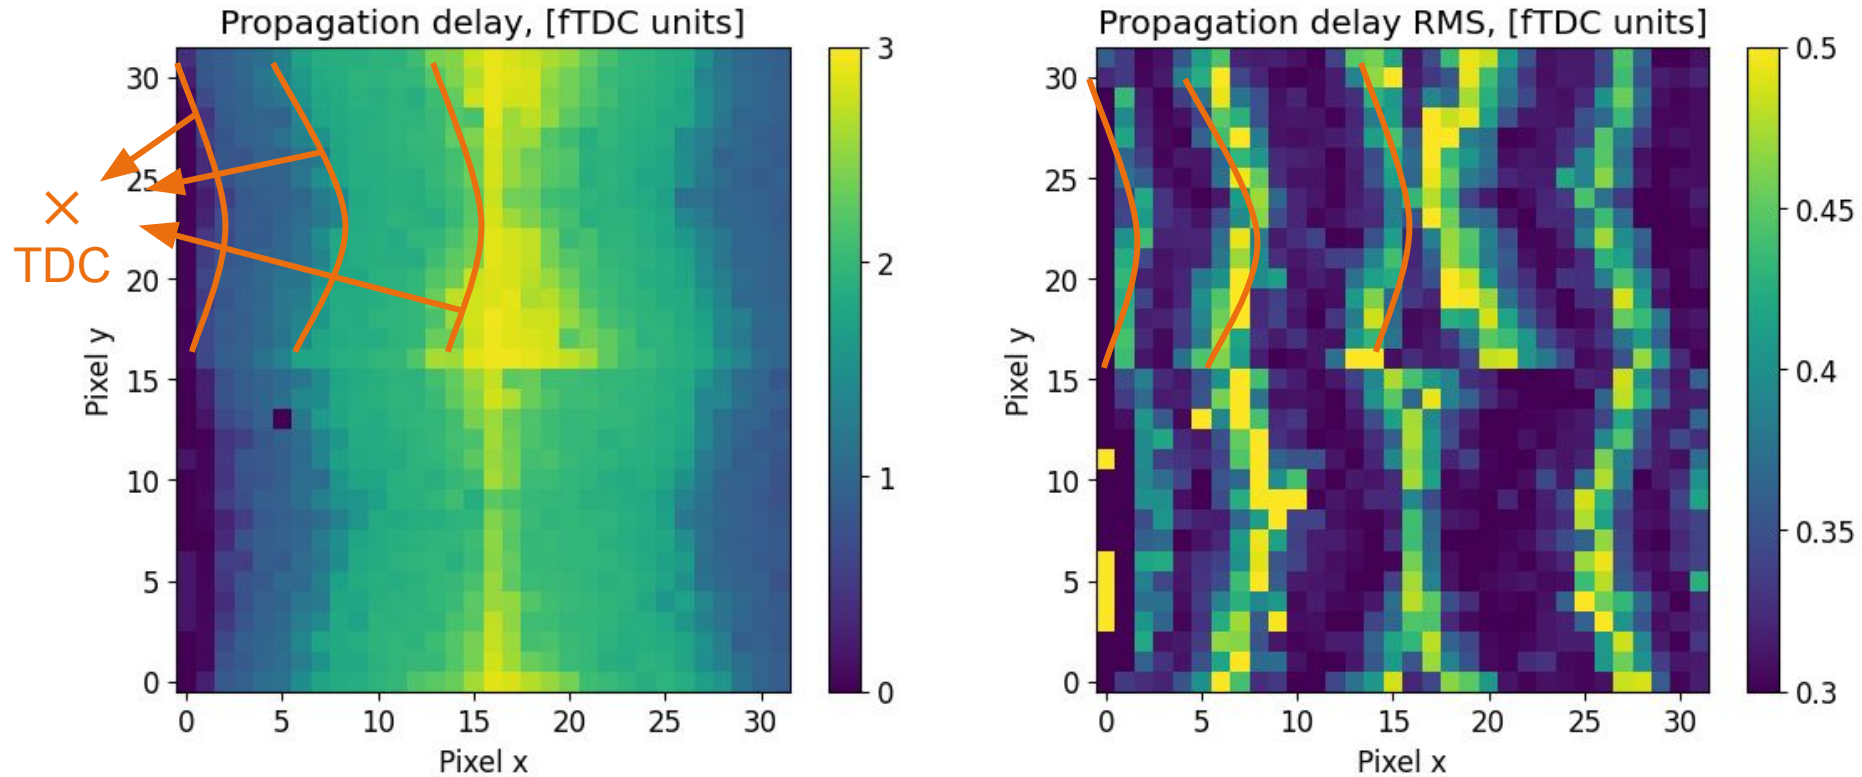 Propagation delay, [fTDC units]
30
25
20
15
10
5
0
0 5 10 15 20 25 30
Pixel x
Pixel y
3
2
1
0
×
TDC
Propagation delay RMS, [fTDC units]
30
25
20
15
10
5
0
0 5 10 15 20 25 30
Pixel x
Pixel y
0.5
0.45
0.4
0.35
0.3